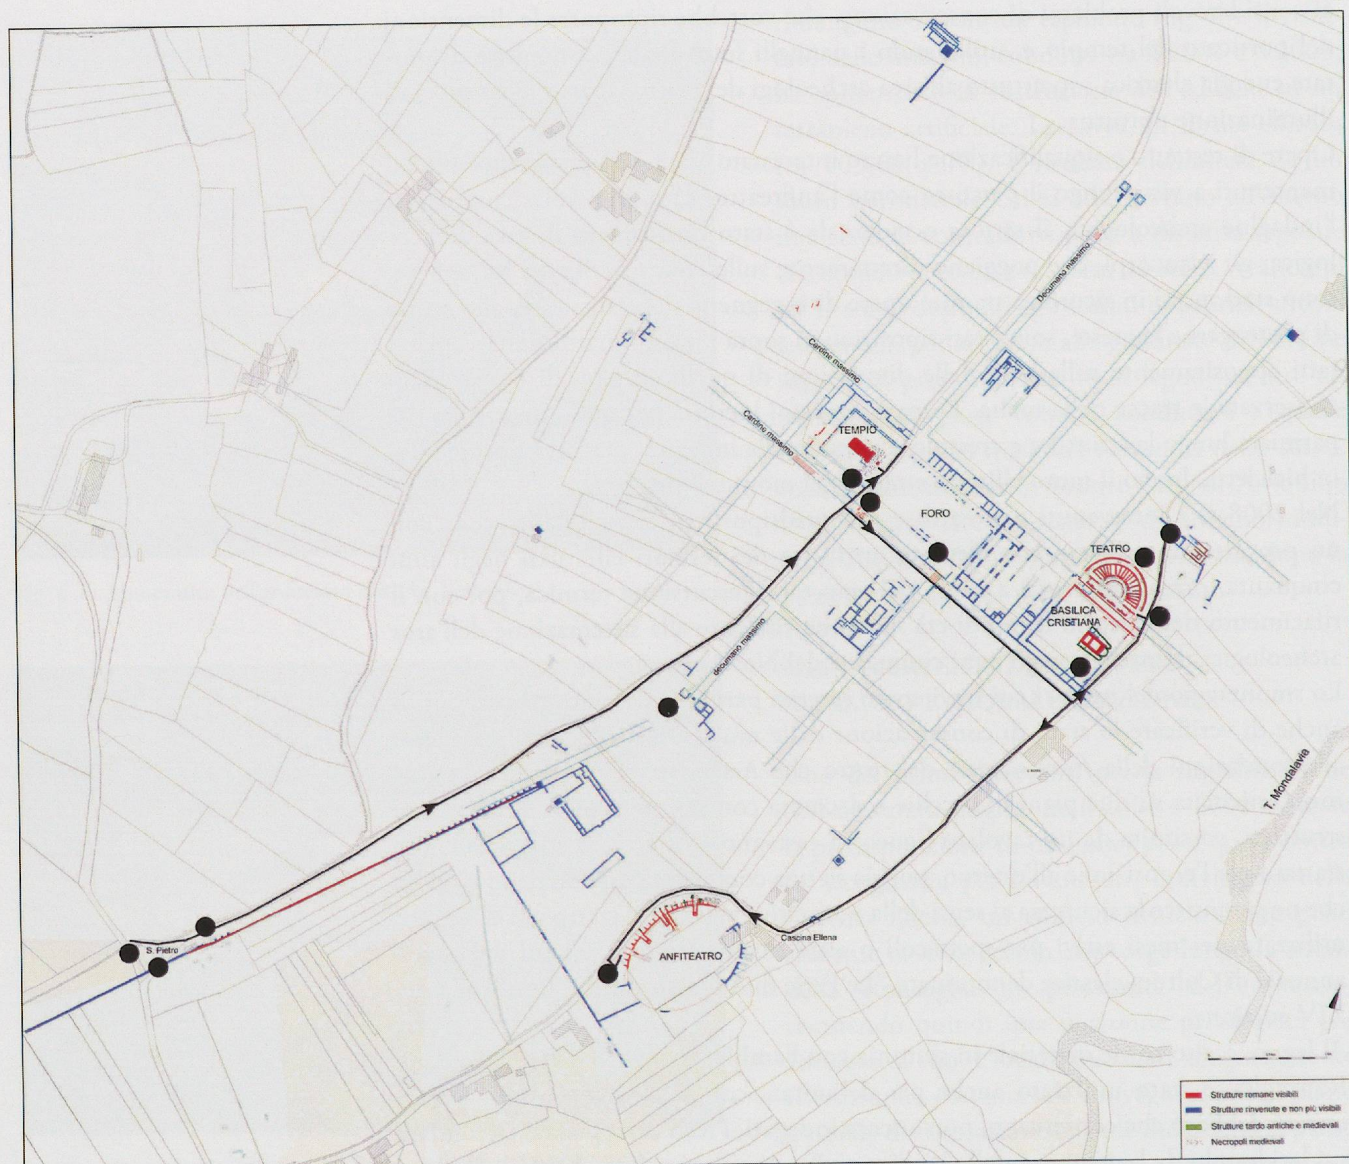 Decumano massimo
Cardine massimo
Cardine massimo
TEMPIO
FORO
TEATRO
BASILICA
CRISTIANA
decumano massimo
T. Mondalavia
S. Pietro
Cascina Ellena
ANFITEATRO
Strutture romane visibili
Strutture rinvenute e non più visibili
Strutture tardo antiche e medievali
Necropoli medievali